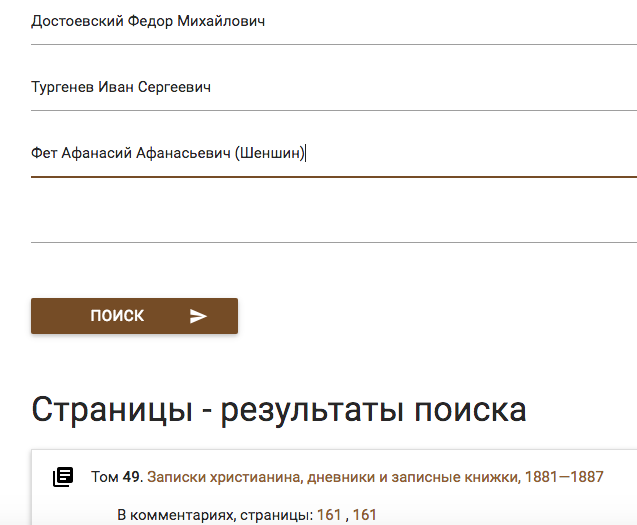 Достоевский Федор Михайлович
Тургенев Иван Сергеевич
Фет Афанасий Афанасьевич (Шеншин)
ПОИСК
Страницы - результаты поиска
Том 49. Записки христианина, дневники и записные книжки, 1881—1887
В комментариях, страницы: 161 , 161